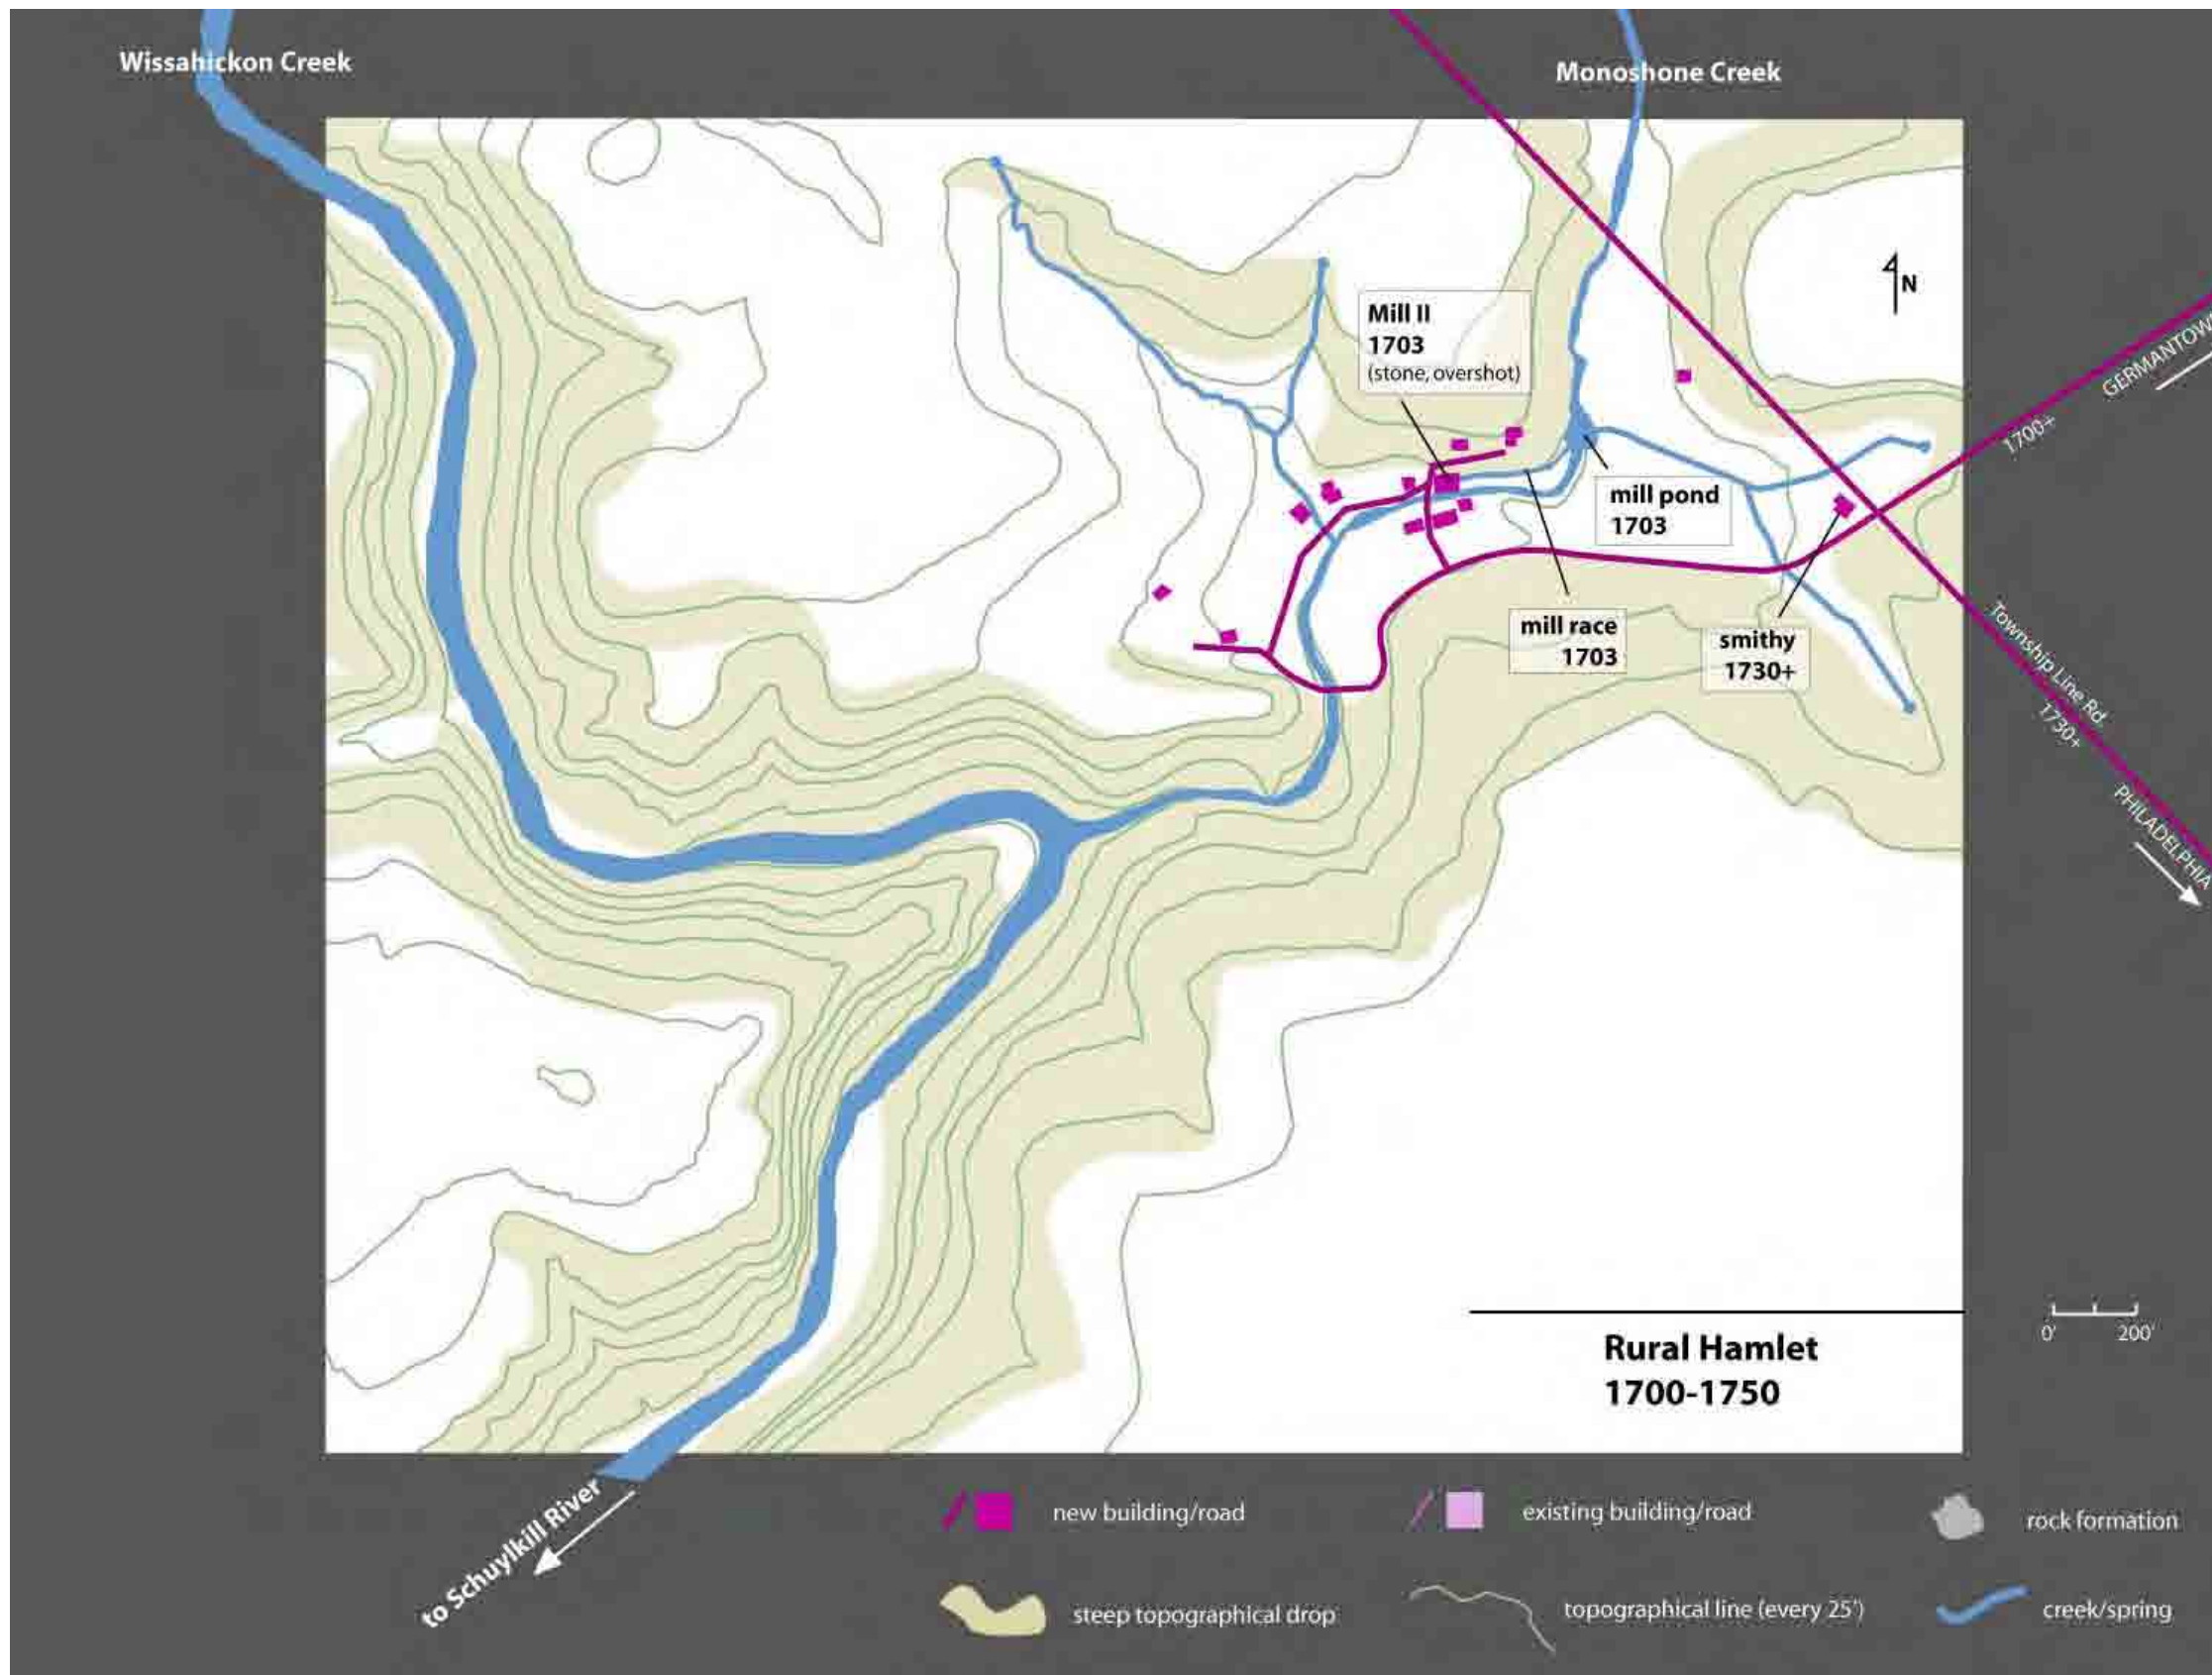 Wissahickon Creek
Monoshone Creek
N
Mill II
1703
(stone, overshot)
GERMANTOW
1700+
mill pond
1703
mill race
1703
smithy
1730+
Township Line Rd.
1730+
PHILADELPHIA
Rural Hamlet
1700-1750
0'
200'
to Schuylkill River
new building/road
existing building/road
rock formation
steep topographical drop
topographical line (every 25')
creek/spring